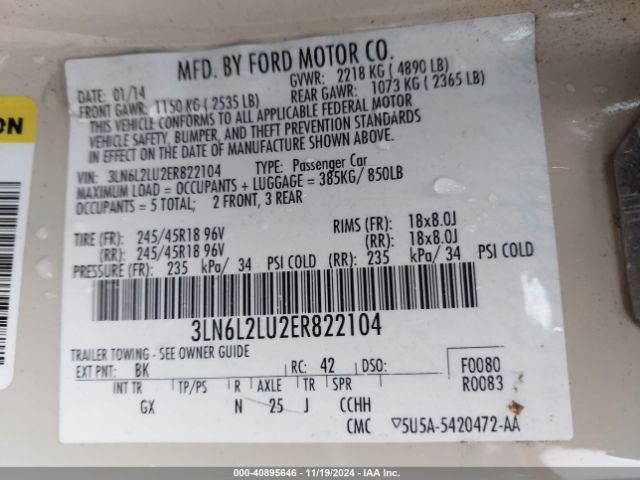 MFD. BY FORD MOTOR CO.
DATE: 01/14 GVWR: 2218 KG ( 4890 LB)
FRONT GAWR: 1150 KG ( 2535 LB) REAR GAWR: 1073 KG ( 2365 LB)
THIS VEHICLE CONFORMS TO ALL APPLICABLE FEDERAL MOTOR
VEHICLE SAFETY, BUMPER, AND THEFT PREVENTION STANDARDS
IN EFFECT ON THE DATE OF MANUFACTURE SHOWN ABOVE.
VIN: 3LN6L2LU2ER822104 TYPE: Passenger Car
MAXIMUM LOAD = OCCUPANTS + LUGGAGE = 385KG/ 850LB
OCCUPANTS = 5 TOTAL; 2 FRONT, 3 REAR
TIRE (FR): 245/45R18 96V RIMS (FR): 18x8.0J
(RR): 245/45R18 96V (RR): 18x8.0J
PRESSURE (FR): 235 kPa/ 34 PSI COLD (RR): 235 kPa/ 34 PSI COLD
3LN6L2LU2ER822104
TRAILER TOWING - SEE OWNER GUIDE
EXT PNT: BK RC: 42 DSO: F0080
INT TR TP/PS R AXLE TR SPR R0083
GX N 25 J CCHH
CMC 5U5A-5420472-AA
ON
000-40895646 - 11/19/2024 - IAA Inc.